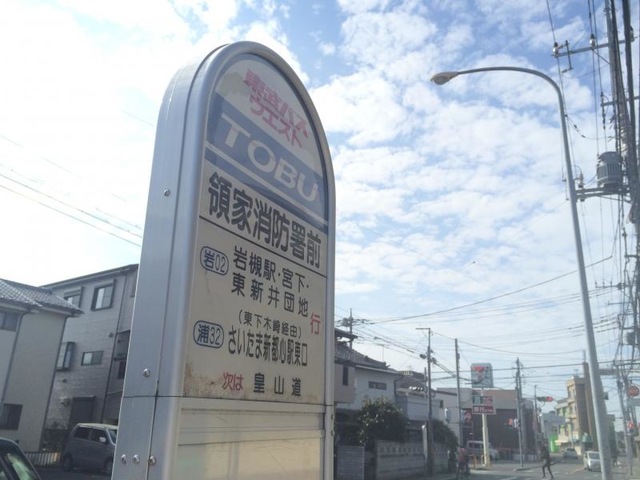 東武バス
ウエスト
TOBU
領家消防署前
岩02
岩槻駅・宮下・
東新井団地
行
浦32
(東下木崎経由)
さいたま新都心駅東口
次は 皇山道